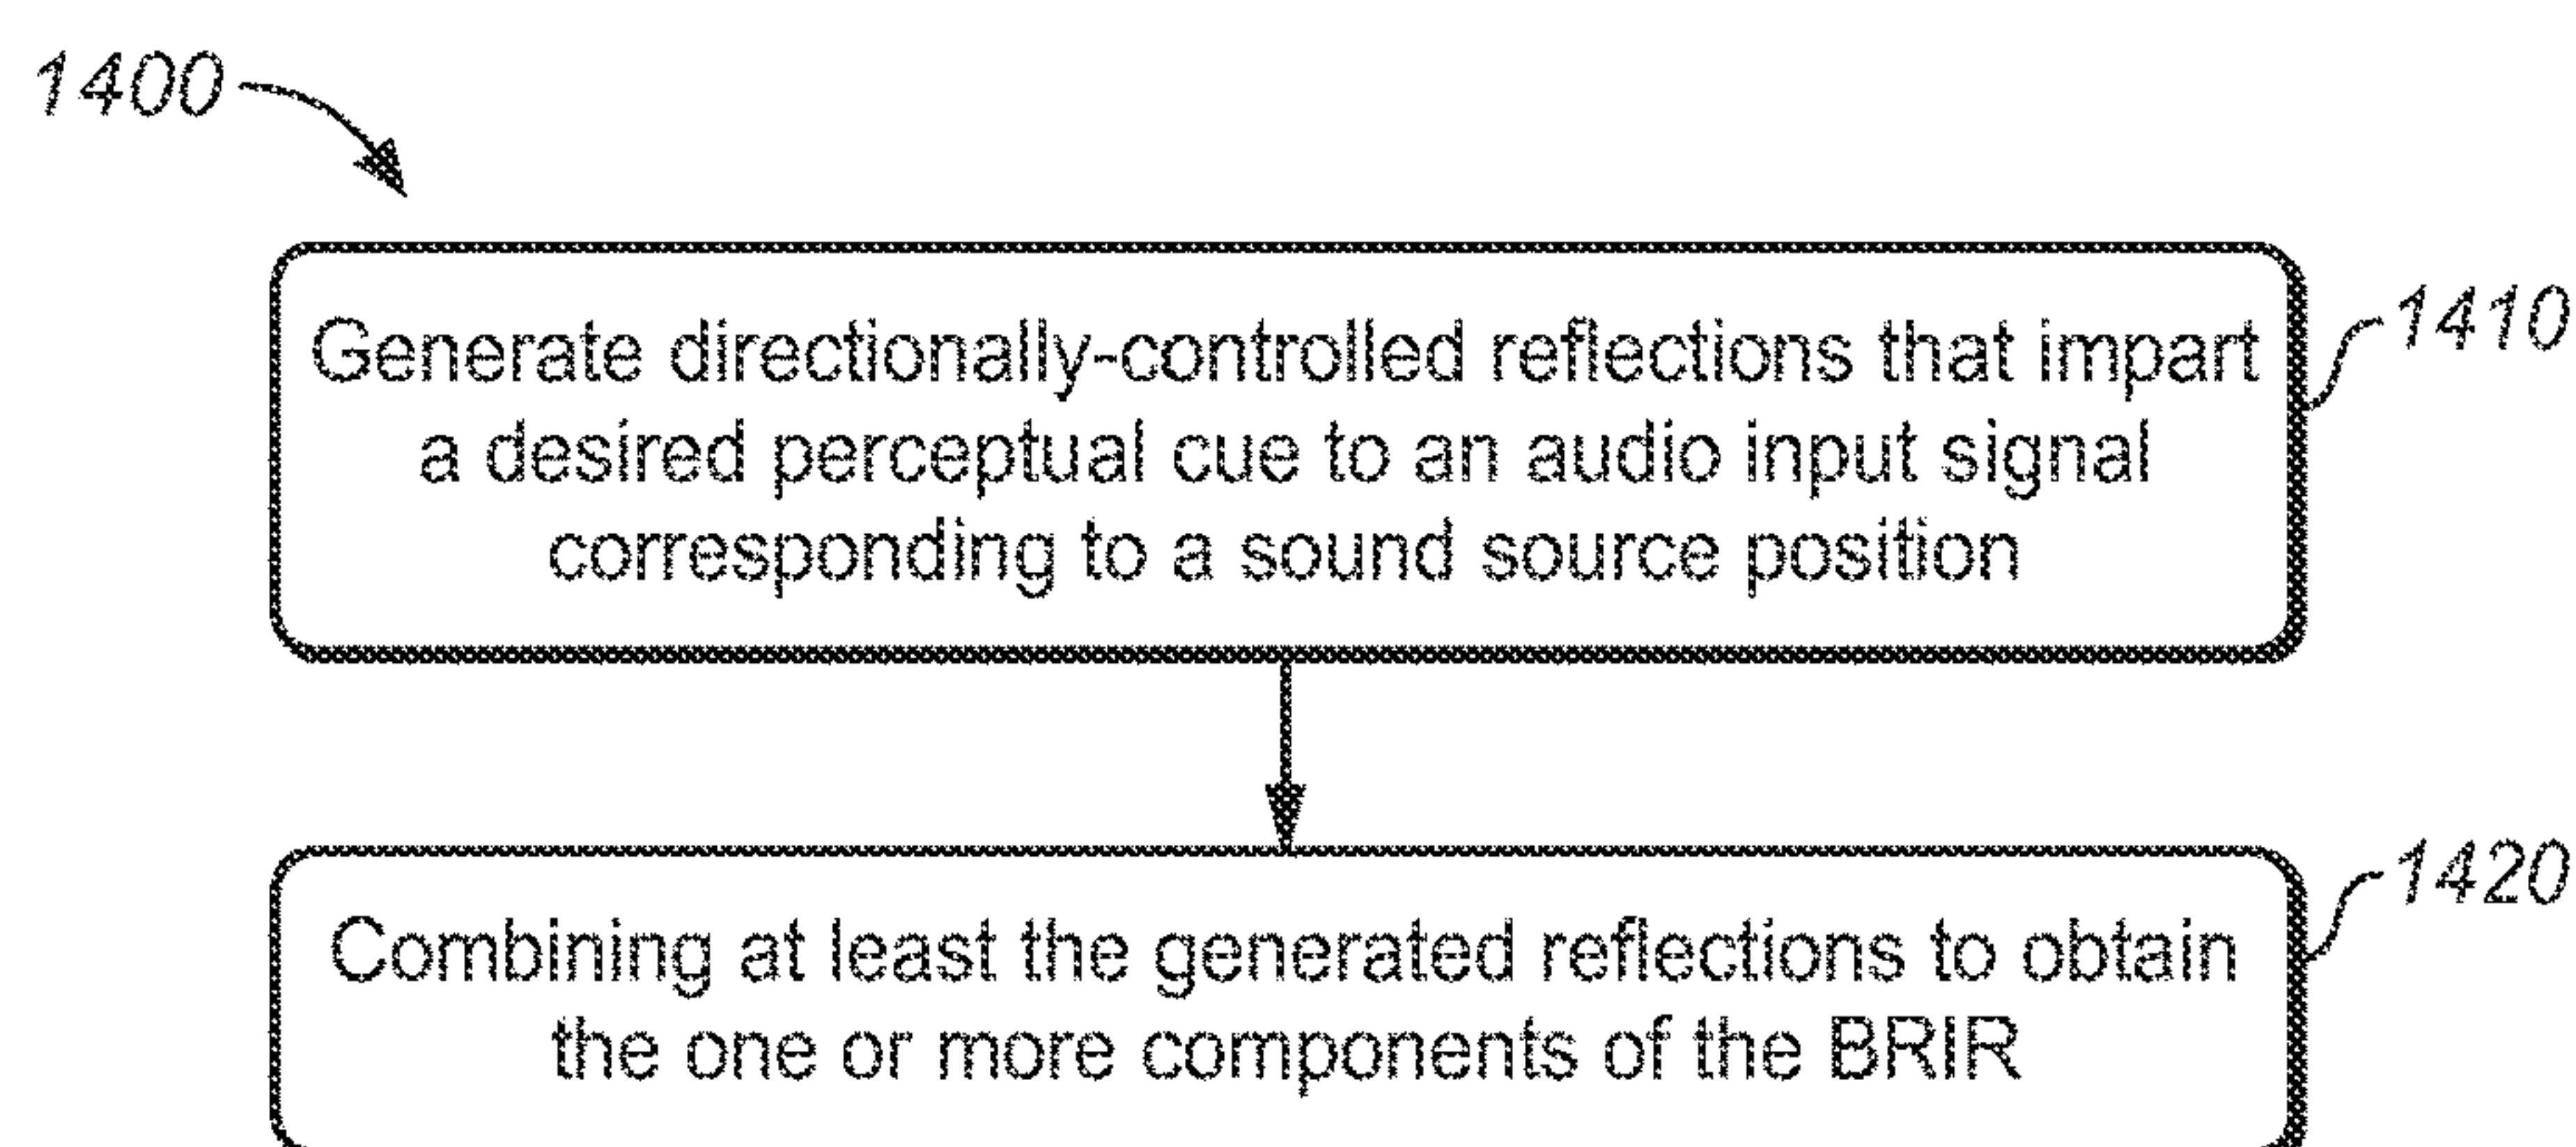 1400
Generate directionally-controlled reflections that impart
1410
a desired perceptual cue to an audio input signal
corresponding to a sound source position
1420
Combining at least the generated reflections to obtain
the one or more components of the BRIR